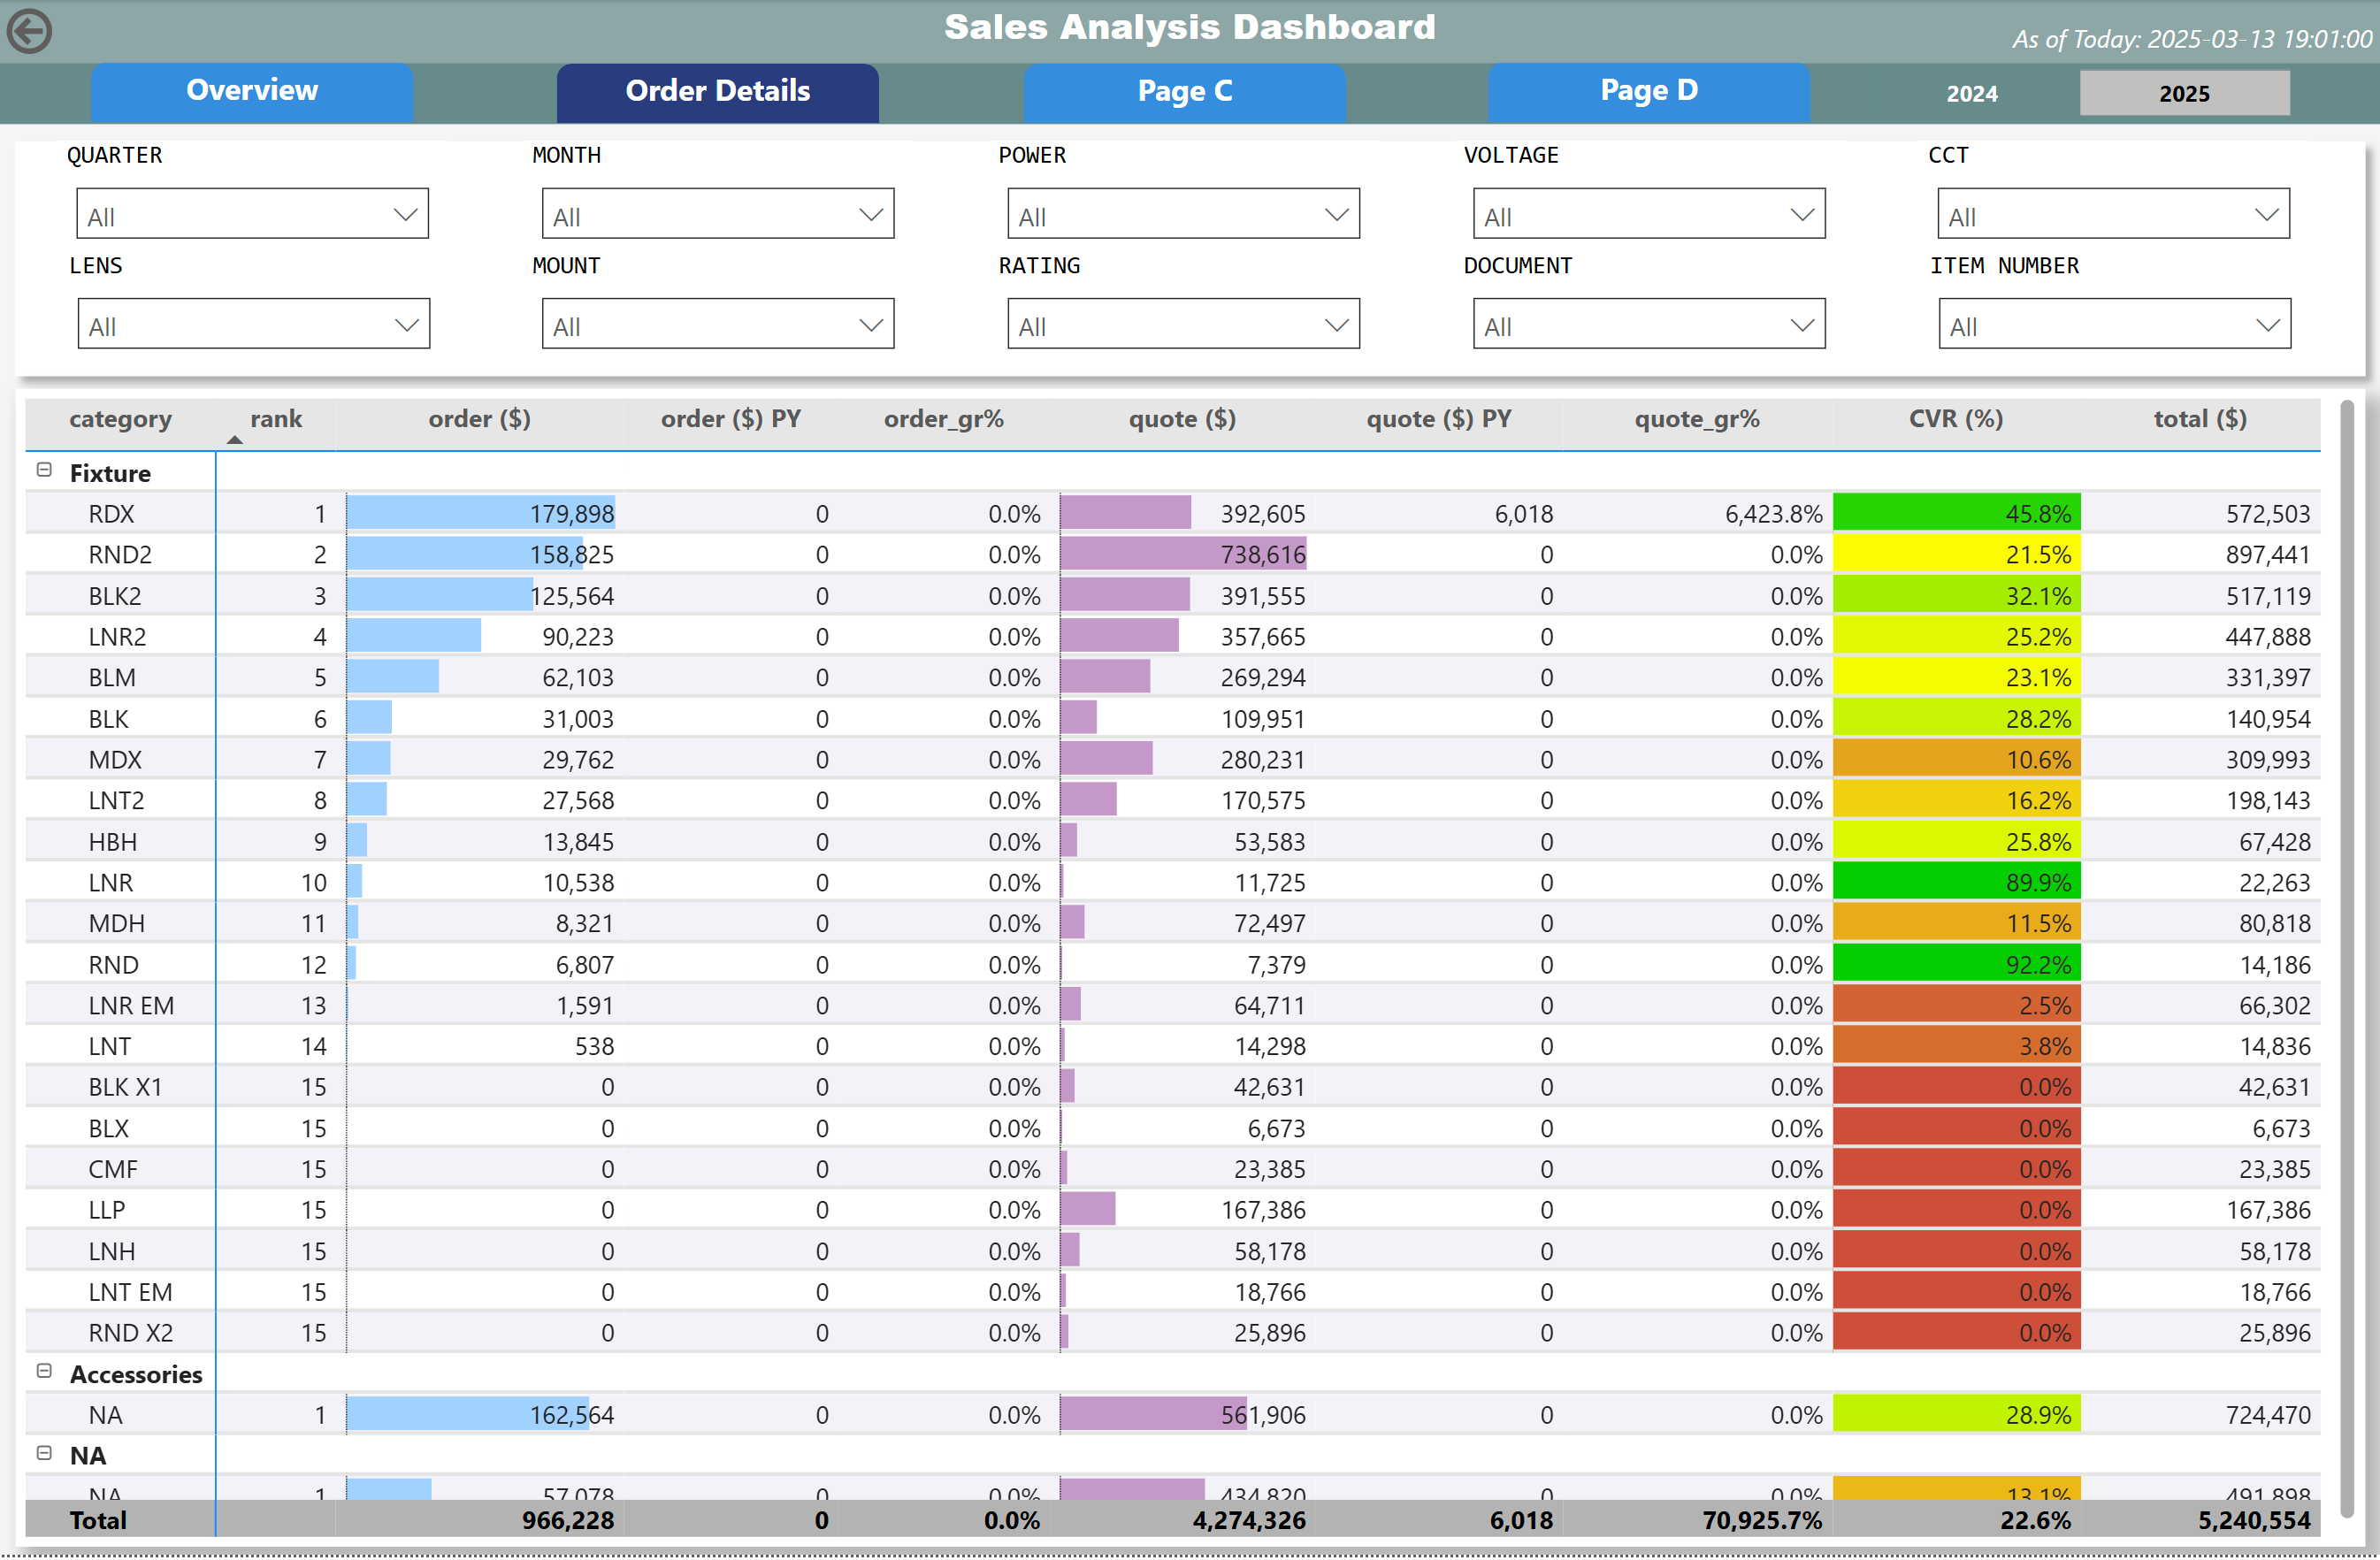 Sales Analysis Dashboard
As of Today: 2025-03-13 19:01:00
Overview Order Details Page C Page D 2024 2025
QUARTER MONTH POWER VOLTAGE CCT
All All All All All
LENS MOUNT RATING DOCUMENT ITEM NUMBER
All All All All All
category rank order ($) order ($) PY order_gr% quote ($) quote ($) PY quote_gr% CVR (%) total ($)
Fixture
RDX 1 179,898 0 0.0% 392,605 6,018 6,423.8% 45.8% 572,503
RND2 2 158,825 0 0.0% 738,616 0 0.0% 21.5% 897,441
BLK2 3 125,564 0 0.0% 391,555 0 0.0% 32.1% 517,119
LNR2 4 90,223 0 0.0% 357,665 0 0.0% 25.2% 447,888
BLM 5 62,103 0 0.0% 269,294 0 0.0% 23.1% 331,397
BLK 6 31,003 0 0.0% 109,951 0 0.0% 28.2% 140,954
MDX 7 29,762 0 0.0% 280,231 0 0.0% 10.6% 309,993
LNT2 8 27,568 0 0.0% 170,575 0 0.0% 16.2% 198,143
HBH 9 13,845 0 0.0% 53,583 0 0.0% 25.8% 67,428
LNR 10 10,538 0 0.0% 11,725 0 0.0% 89.9% 22,263
MDH 11 8,321 0 0.0% 72,497 0 0.0% 11.5% 80,818
RND 12 6,807 0 0.0% 7,379 0 0.0% 92.2% 14,186
LNR EM 13 1,591 0 0.0% 64,711 0 0.0% 2.5% 66,302
LNT 14 538 0 0.0% 14,298 0 0.0% 3.8% 14,836
BLK X1 15 0 0 0.0% 42,631 0 0.0% 0.0% 42,631
BLX 15 0 0 0.0% 6,673 0 0.0% 0.0% 6,673
CMF 15 0 0 0.0% 23,385 0 0.0% 0.0% 23,385
LLP 15 0 0 0.0% 167,386 0 0.0% 0.0% 167,386
LNH 15 0 0 0.0% 58,178 0 0.0% 0.0% 58,178
LNT EM 15 0 0 0.0% 18,766 0 0.0% 0.0% 18,766
RND X2 15 0 0 0.0% 25,896 0 0.0% 0.0% 25,896
Accessories
NA 1 162,564 0 0.0% 561,906 0 0.0% 28.9% 724,470
NA
NA 1 57,078 0 0.0% 434,820 0 0.0% 13.1% 491,898
Total 966,228 0 0.0% 4,274,326 6,018 70,925.7% 22.6% 5,240,554